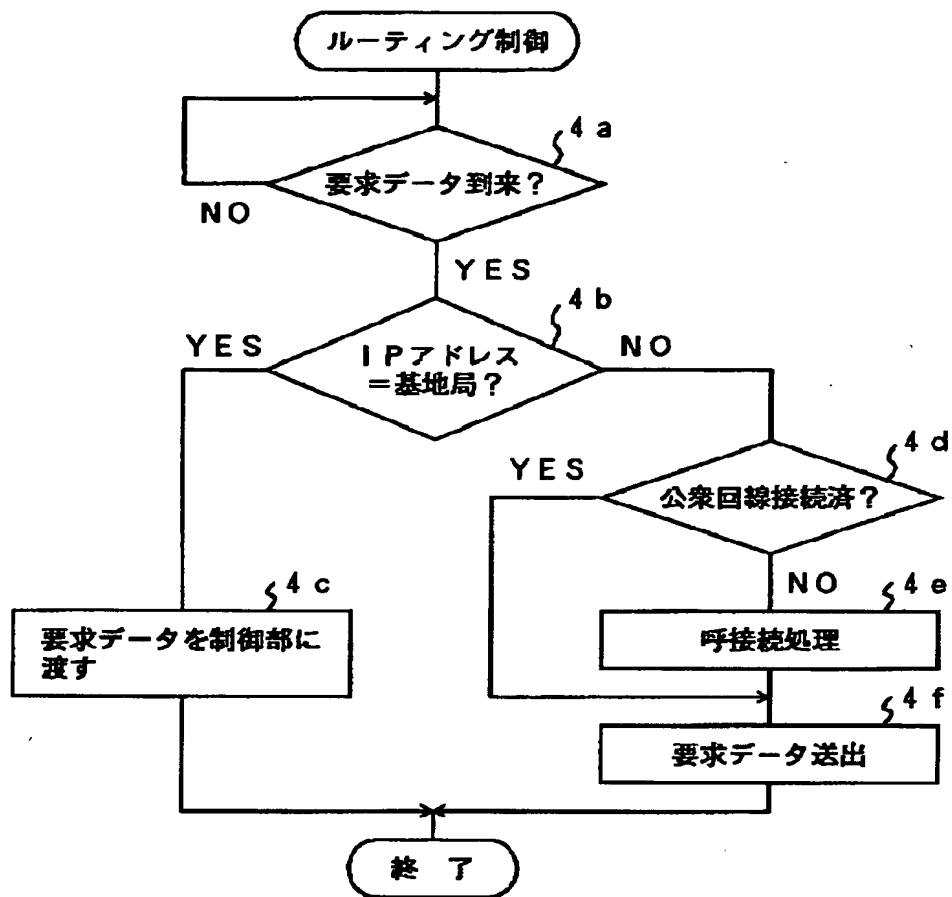 ルーティング制御
4a
要求データ到来?
NO
YES
4b
YES
IPアドレス
=基地局?
NO
4d
YES
公衆回線接続済?
NO
4c
4e
要求データを制御部に
渡す
呼接続処理
4f
要求データ送出
終 了